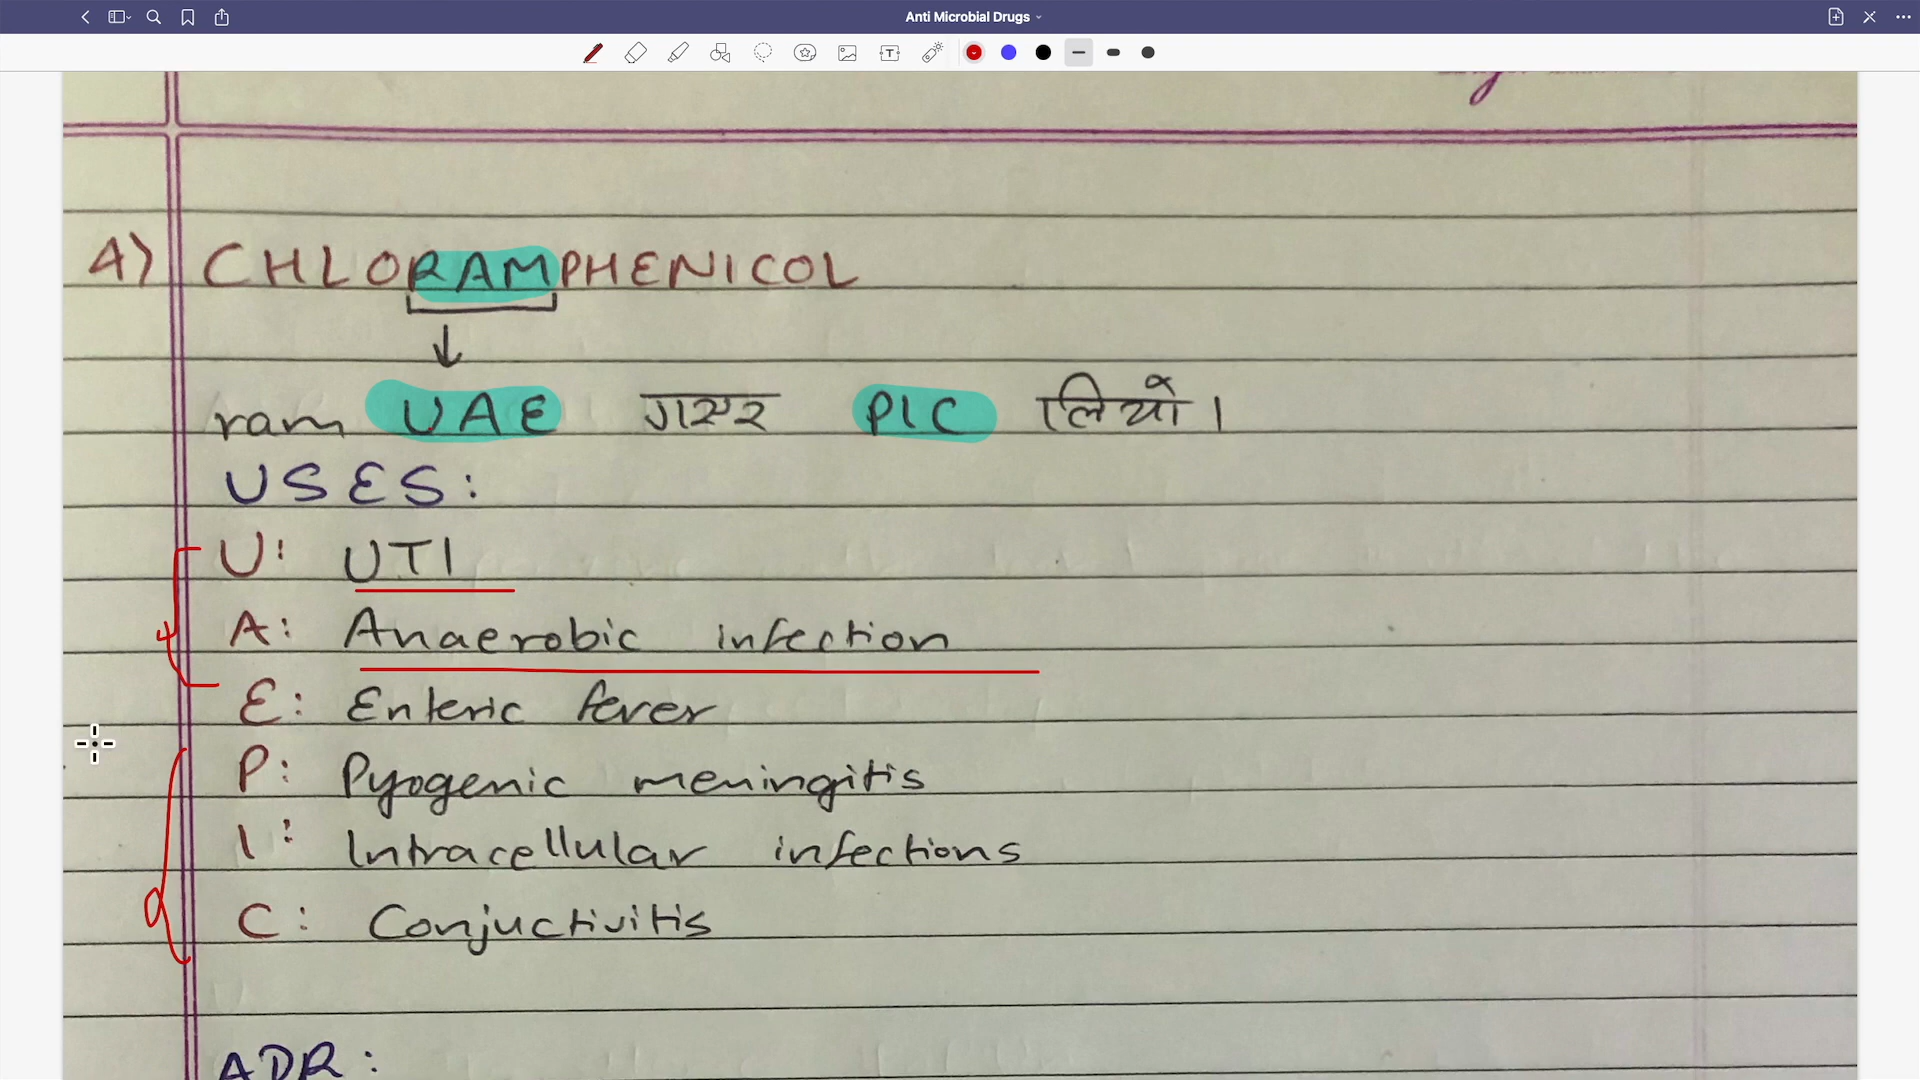 Anti Microbial Drugs
A) CHLORAMPHENICOL
ram UAE जाकर PIC लियो।
USES:
U: UTI
A: Anaerobic infection
E: Enteric fever
P: Pyogenic meningitis
I: Intracellular infections
C: Conjuctivitis
ADR: